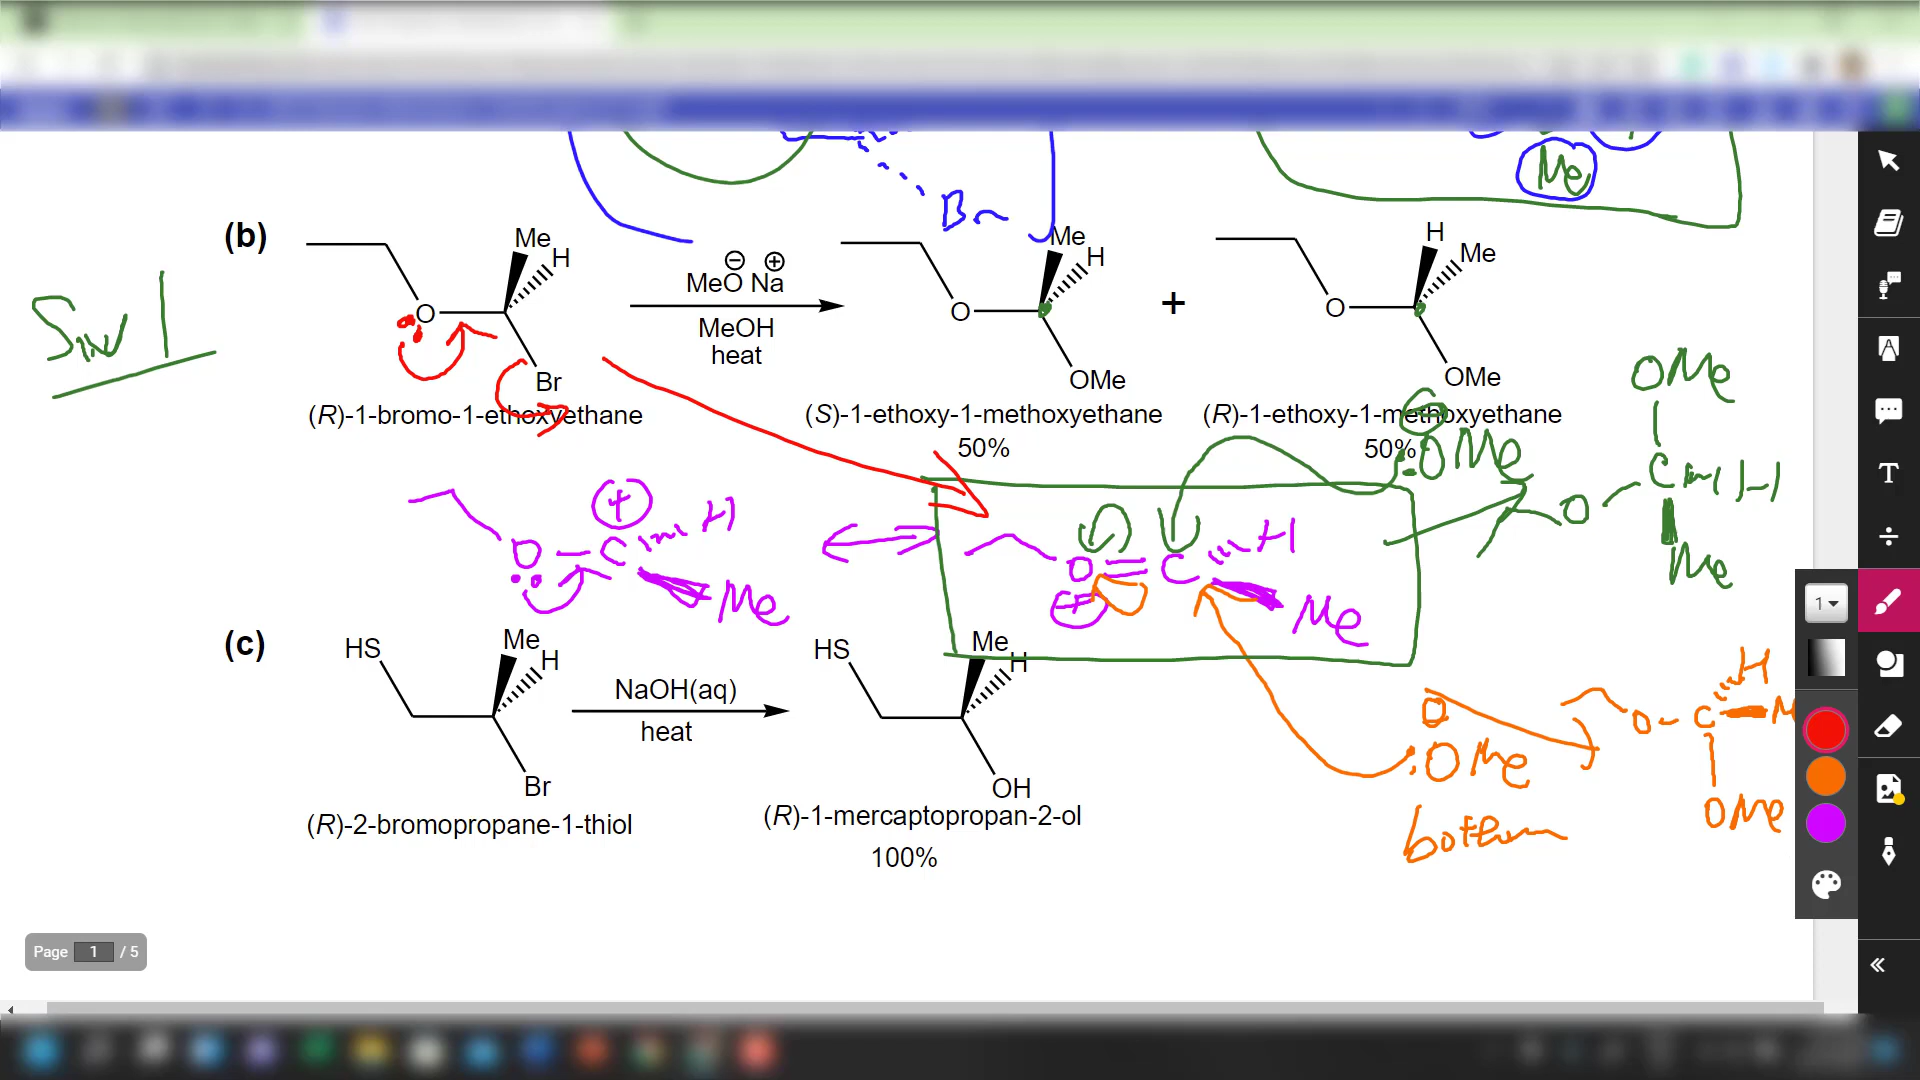 Br
Me
(b)
Me
H
O
Br
(R)-1-bromo-1-ethoxyethane
MeO Na
⊖ ⊕
MeOH
heat
Me
H
O
OMe
(S)-1-ethoxy-1-methoxyethane
50%
+
H
Me
O
OMe
(R)-1-ethoxy-1-methoxyethane
50%
SN1
⊖
:OMe
OMe
C H
O
Me
+
O – C H
Me
O = C H
+
Me
(c)
HS
Me
H
Br
(R)-2-bromopropane-1-thiol
NaOH(aq)
heat
HS
Me
H
OH
(R)-1-mercaptopropan-2-ol
100%
:OMe
bottom
H
O - C M
OMe
Page 1 / 5
1
T